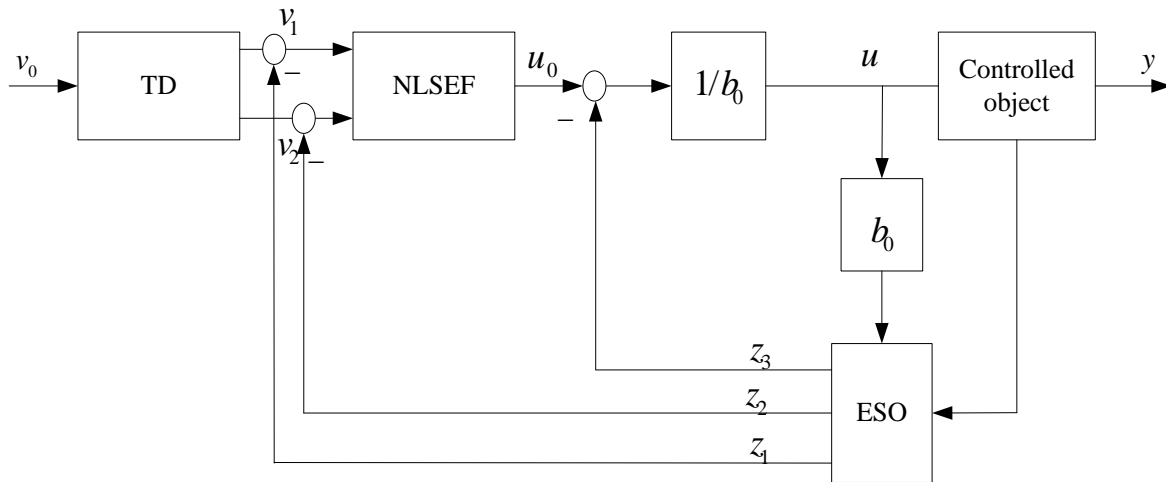 v₀
TD
v₁
−
v₂
−
NLSEF
u₀
−
1/b₀
u
Controlled
object
y
b₀
ESO
z₃
z₂
z₁